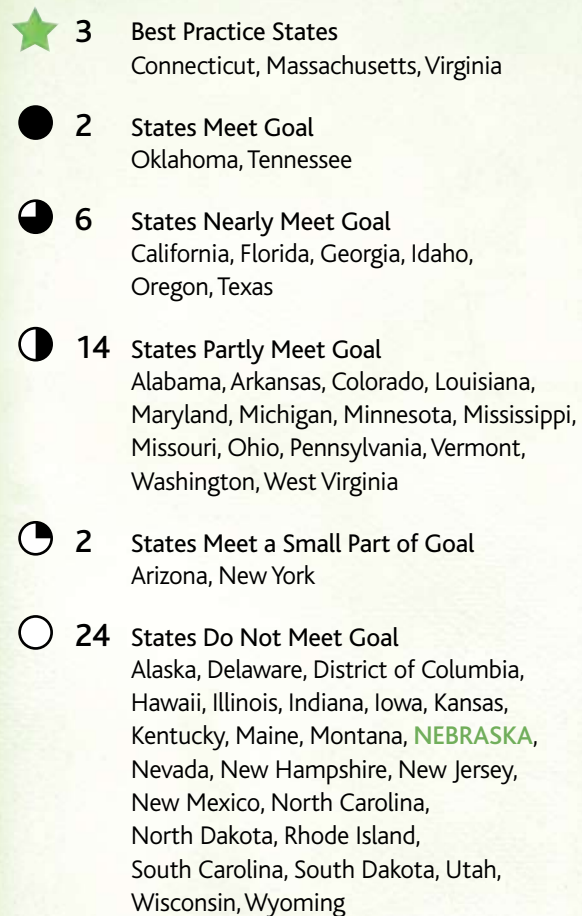 3 Best Practice States
Connecticut, Massachusetts, Virginia
2 States Meet Goal
Oklahoma, Tennessee
6 States Nearly Meet Goal
California, Florida, Georgia, Idaho,
Oregon, Texas
14 States Partly Meet Goal
Alabama, Arkansas, Colorado, Louisiana,
Maryland, Michigan, Minnesota, Mississippi,
Missouri, Ohio, Pennsylvania, Vermont,
Washington, West Virginia
2 States Meet a Small Part of Goal
Arizona, New York
24 States Do Not Meet Goal
Alaska, Delaware, District of Columbia,
Hawaii, Illinois, Indiana, Iowa, Kansas,
Kentucky, Maine, Montana, NEBRASKA,
Nevada, New Hampshire, New Jersey,
New Mexico, North Carolina,
North Dakota, Rhode Island,
South Carolina, South Dakota, Utah,
Wisconsin, Wyoming